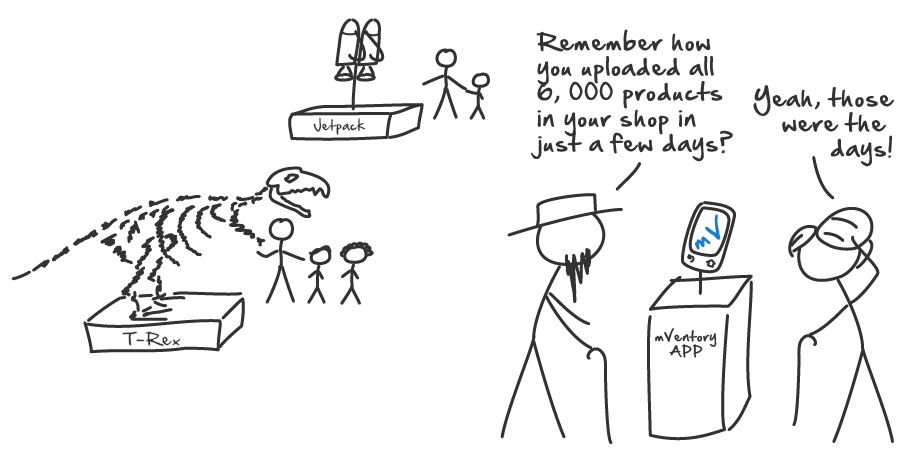 Jetpack
T-Rex
Remember how
you uploaded all
6,000 products
in your shop in
just a few days?
Yeah, those
were the
days!
mV
mVentory
APP